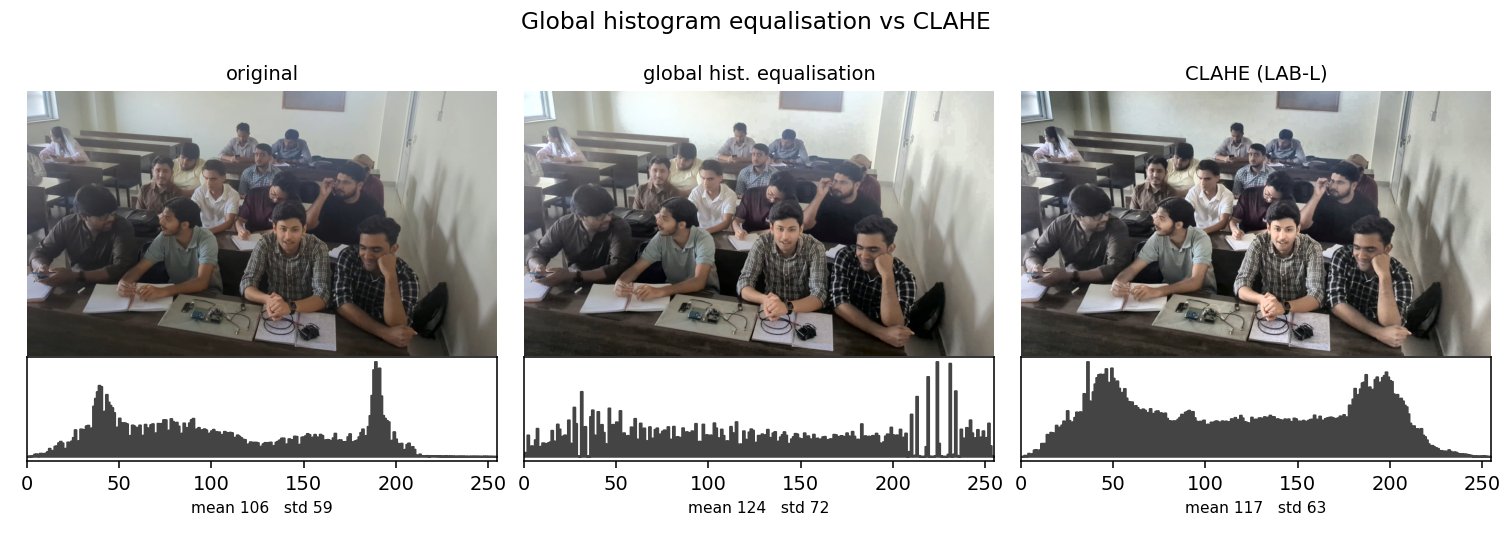 Global histogram equalisation vs CLAHE
original
global hist. equalisation
CLAHE (LAB-L)
0 50 100 150 200 250
0 50 100 150 200 250
0 50 100 150 200 250
mean 106 std 59
mean 124 std 72
mean 117 std 63